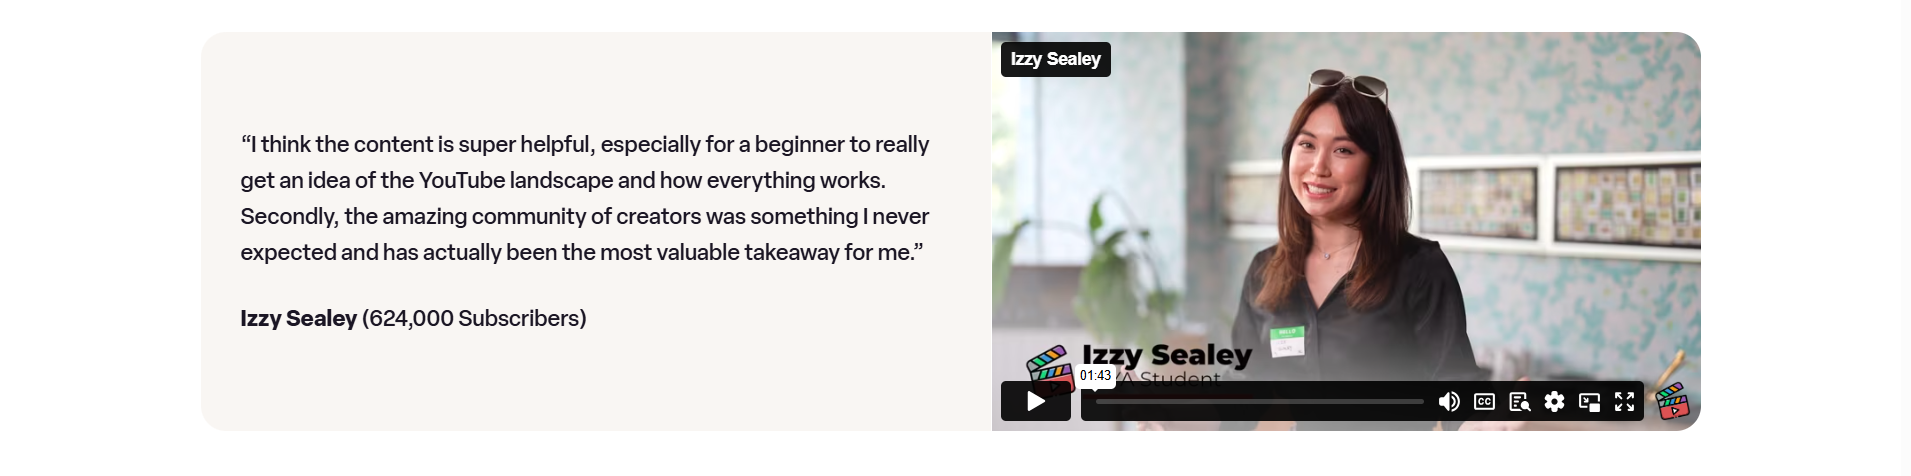 “I think the content is super helpful, especially for a beginner to really
get an idea of the YouTube landscape and how everything works.
Secondly, the amazing community of creators was something I never
expected and has actually been the most valuable takeaway for me.”
Izzy Sealey (624,000 Subscribers)
Izzy Sealey
HELLO
Izzy Sealey
Student
01:43
CC